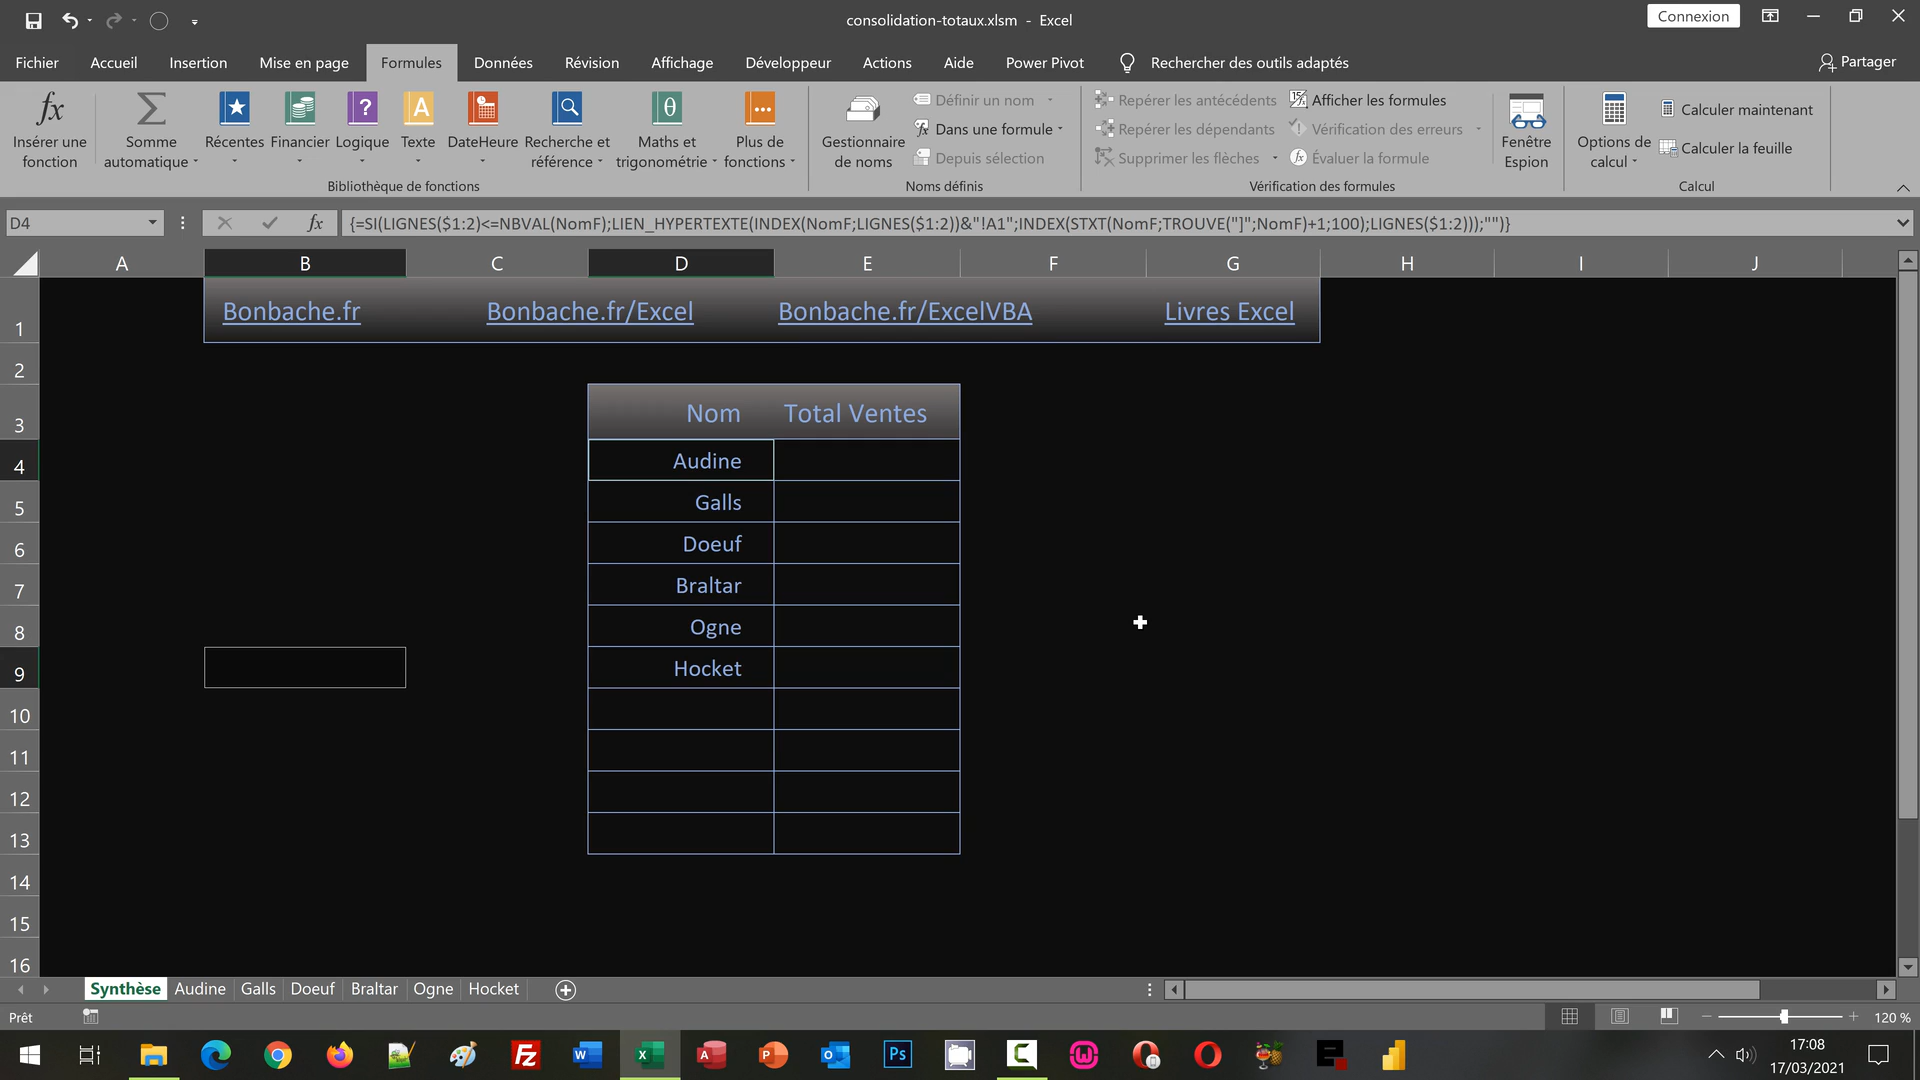 consolidation-totaux.xlsm - Excel
Connexion
Fichier Accueil Insertion Mise en page Formules Données Révision Affichage Développeur Actions Aide Power Pivot Rechercher des outils adaptés Partager
Insérer une fonction
Somme automatique
Récentes
Financier
Logique
Texte
DateHeure
Recherche et référence
Maths et trigonométrie
Plus de fonctions
Bibliothèque de fonctions
Gestionnaire de noms
Définir un nom
Dans une formule
Depuis sélection
Noms définis
Repérer les antécédents
Repérer les dépendants
Supprimer les flèches
Afficher les formules
Vérification des erreurs
Évaluer la formule
Vérification des formules
Fenêtre Espion
Options de calcul
Calculer maintenant
Calculer la feuille
Calcul
D4 fx {=SI(LIGNES($1:2)<=NBVAL(NomF);LIEN_HYPERTEXTE(INDEX(NomF;LIGNES($1:2))&"!A1";INDEX(STXT(NomF;TROUVE("]";NomF)+1;100);LIGNES($1:2)));"")}
A B C D E F G H I J
1 Bonbache.fr Bonbache.fr/Excel Bonbache.fr/ExcelVBA Livres Excel
2
3 Nom Total Ventes
4 Audine
5 Galls
6 Doeuf
7 Braltar
8 Ogne
9 Hocket
10
11
12
13
14
15
16
Synthèse Audine Galls Doeuf Braltar Ogne Hocket
Prêt 120 %
17:08
17/03/2021